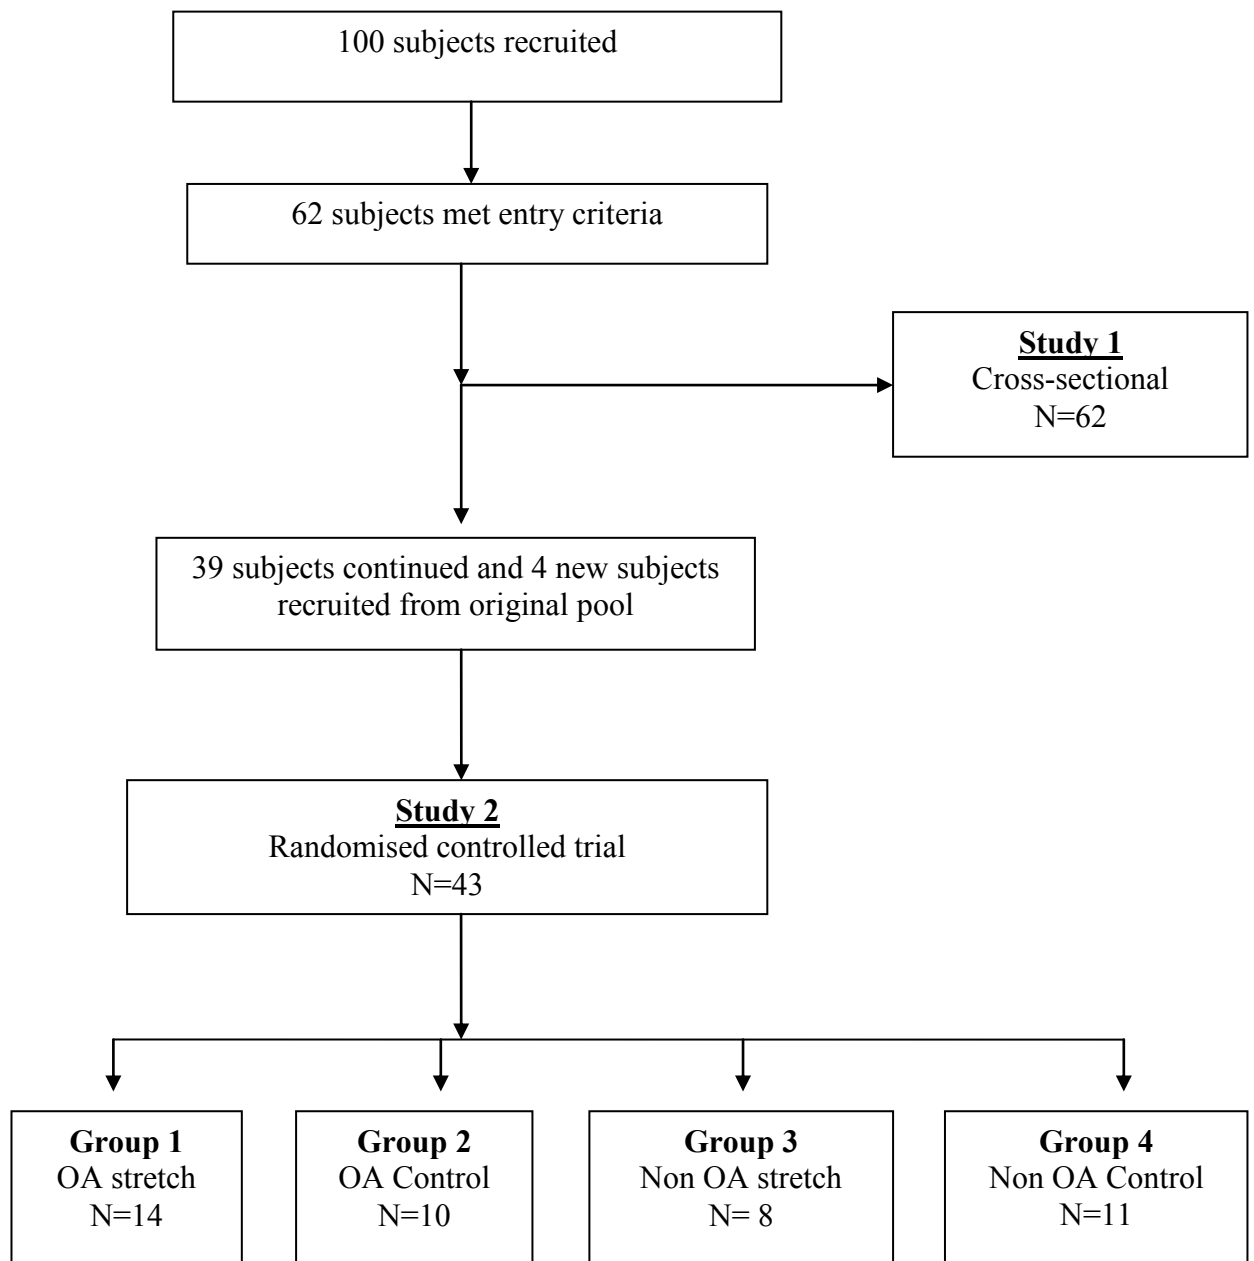 100 subjects recruited
62 subjects met entry criteria
Study 1
Cross-sectional
N=62
39 subjects continued and 4 new subjects
recruited from original pool
Study 2
Randomised controlled trial
N=43
Group 1
OA stretch
N=14
Group 2
OA Control
N=10
Group 3
Non OA stretch
N= 8
Group 4
Non OA Control
N=11